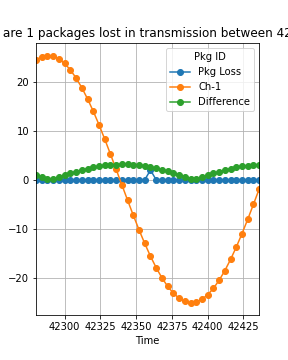 are 1 packages lost in transmission between 42
Pkg ID
Pkg Loss
Ch-1
Difference
20
10
0
−10
−20
42300 42325 42350 42375 42400 42425
Time